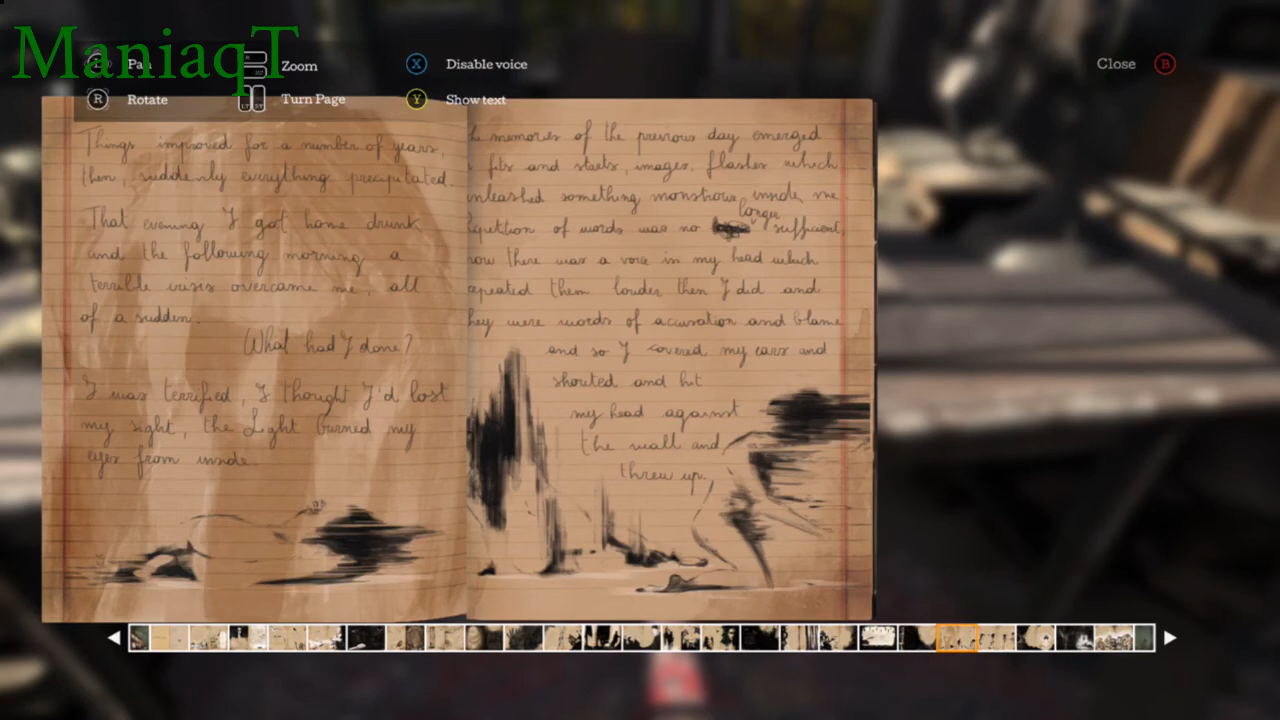 ManiaqT
Pan
Zoom
X
Disable voice
Close
B
R
Rotate
Turn Page
Y
Show text
Things improved for a number of years,
then, suddenly everything precipitated.
That evening I got home drunk
and the following morning a
terrible crisis overcame me, all
of a sudden.
What had I done?
I was terrified, I thought I'd lost
my sight, the Light burned my
eyes from inside.
memories of the previous day emerged
fits and starts, images, flashes which
something monstrous inside me.
longer
of words was no sufficient,
now there was a voice in my head which
repeated them louder then I did and
they were words of accusation and blame
and so I covered my ears and
shouted and hit
my head against
the wall and
threw up.